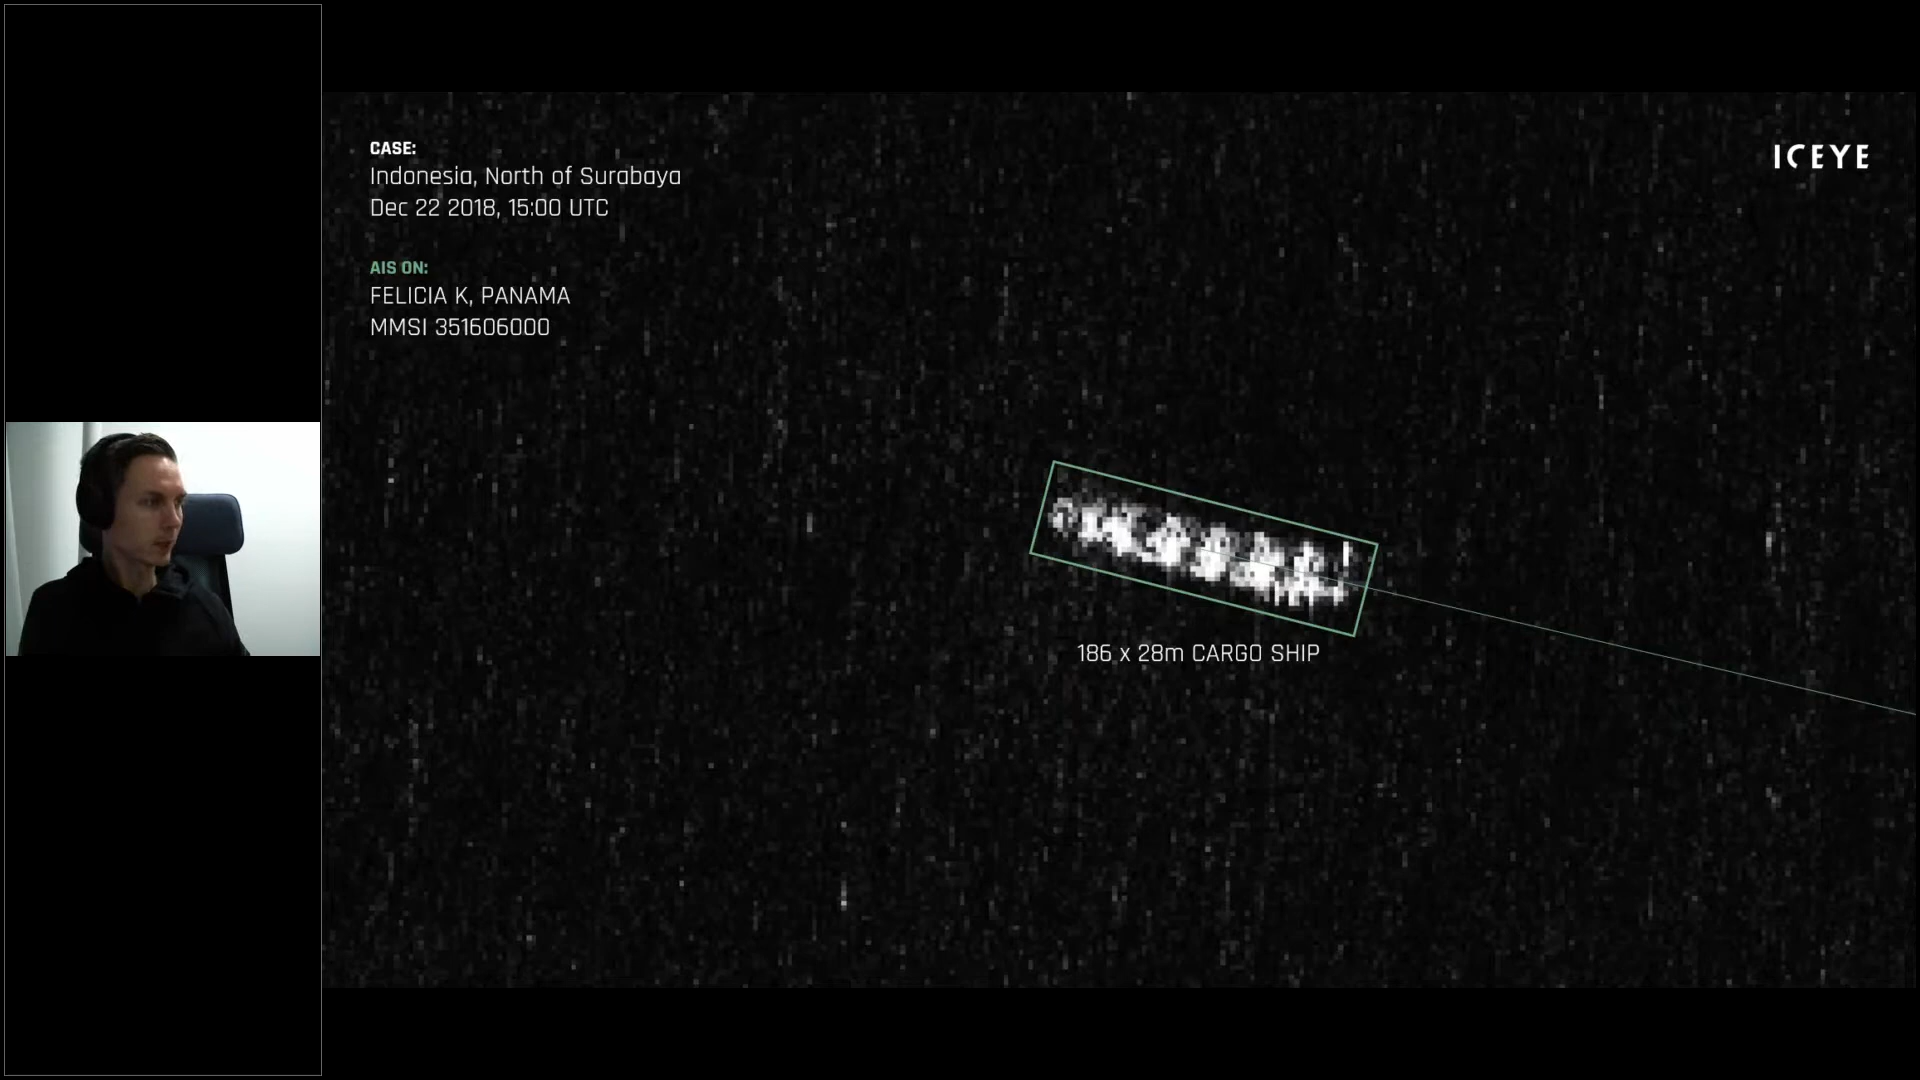 CASE:
Indonesia, North of Surabaya
Dec 22 2018, 15:00 UTC
ICEYE
AIS ON:
FELICIA K, PANAMA
MMSI 351606000
186 x 28m CARGO SHIP